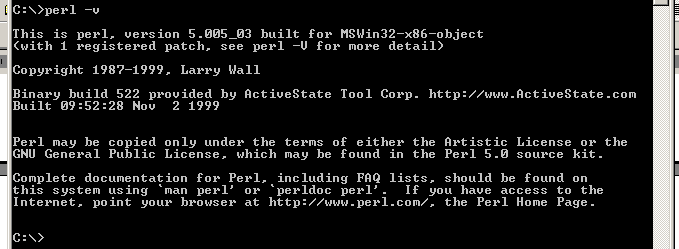 C:\>perl -v
This is perl, version 5.005_03 built for MSWin32-x86-object
(with 1 registered patch, see perl -V for more detail)
Copyright 1987-1999, Larry Wall
Binary build 522 provided by ActiveState Tool Corp. http://www.ActiveState.com
Built 09:52:28 Nov  2 1999
Perl may be copied only under the terms of either the Artistic License or the
GNU General Public License, which may be found in the Perl 5.0 source kit.
Complete documentation for Perl, including FAQ lists, should be found on
this system using `man perl' or `perldoc perl'.  If you have access to the
Internet, point your browser at http://www.perl.com/, the Perl Home Page.
C:\>